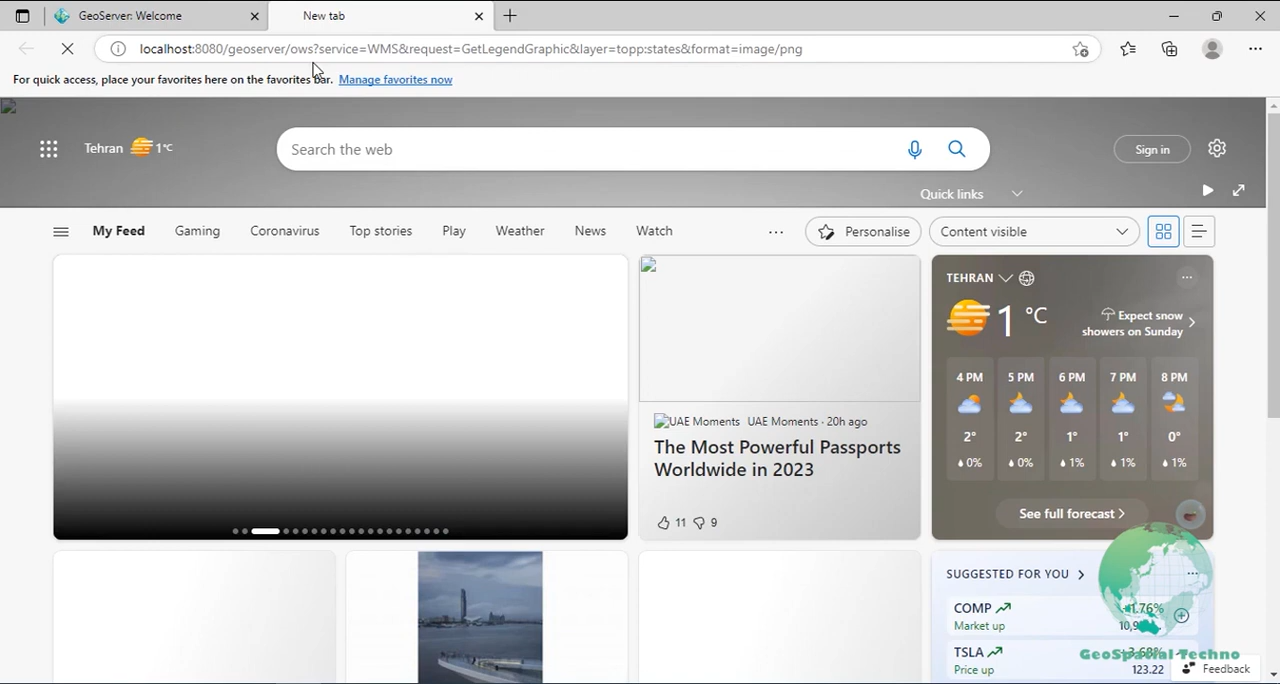 GeoServer: Welcome
New tab
localhost:8080/geoserver/ows?service=WMS&request=GetLegendGraphic&layer=topp:states&format=image/png
For quick access, place your favorites here on the favorites bar. Manage favorites now
Tehran 1°C
Search the web
Sign in
Quick links
My Feed Gaming Coronavirus Top stories Play Weather News Watch ... Personalise Content visible
TEHRAN
1 °C
Expect snow
showers on Sunday
4 PM 5 PM 6 PM 7 PM 8 PM
2° 2° 1° 1° 0°
0% 0% 1% 1% 1%
See full forecast
UAE Moments UAE Moments · 20h ago
The Most Powerful Passports
Worldwide in 2023
11 9
SUGGESTED FOR YOU
COMP +1.76%
Market up
TSLA +3.68%
Price up 123.22
GeoSpatial Techno
Feedback